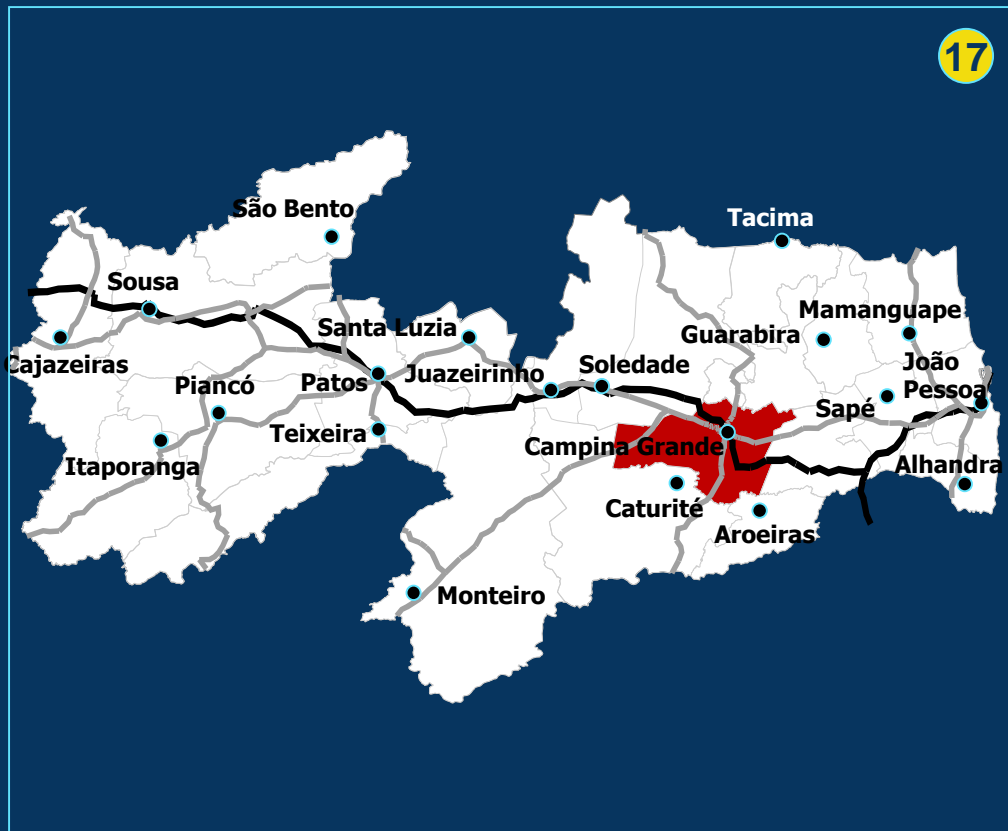 17
São Bento
Tacima
Sousa
Mamanguape
Santa Luzia
Guarabira
Cajazeiras
João
Pessoa
Soledade
Juazeirinho
Patos
Piancó
Sapé
Teixeira
Campina Grande
Itaporanga
Alhandra
Caturité
Aroeiras
Monteiro